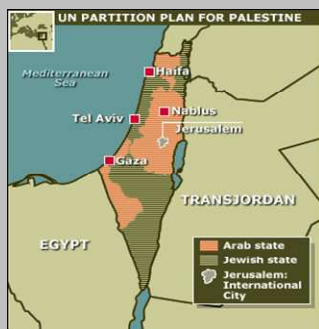 UN PARTITION PLAN FOR PALESTINE
Mediterranean
Sea
Haifa
Nablus
Tel Aviv
Jerusalem
Gaza
TRANSJORDAN
EGYPT
Arab state
Jewish state
Jerusalem:
International
City